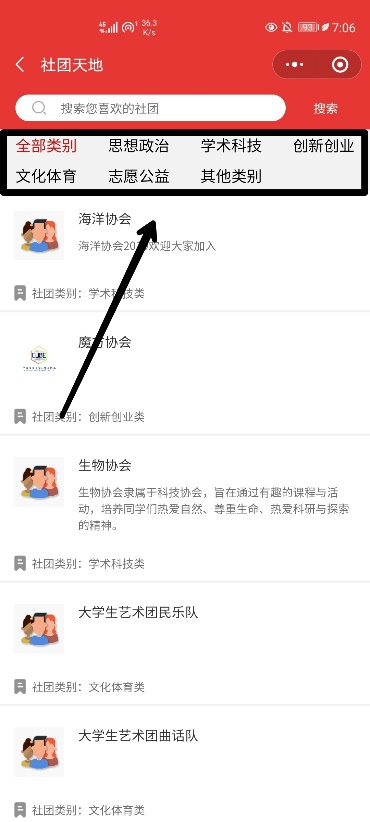 4G 36.3 K/s 93 7:06
社团天地
搜索您喜欢的社团 搜索
全部类别 思想政治 学术科技 创新创业
文化体育 志愿公益 其他类别
海洋协会
海洋协会20 欢迎大家加入
社团类别：学术科技类
魔方协会
CUBE
社团类别：创新创业类
生物协会
生物协会隶属于科技协会，旨在通过有趣的课程与活
动，培养同学们热爱自然、尊重生命、热爱科研与探索
的精神。
社团类别：学术科技类
大学生艺术团民乐队
社团类别：文化体育类
大学生艺术团曲话队
社团类别：文化体育类